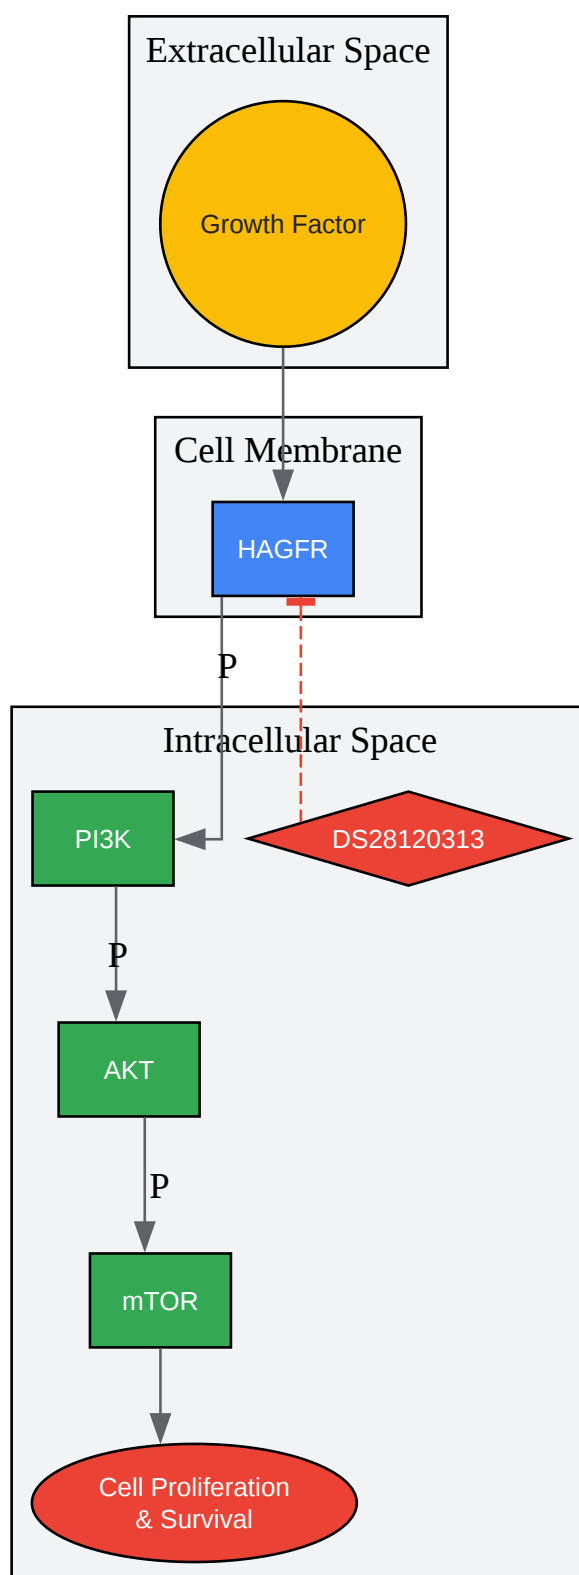 Extracellular Space
Growth Factor
Cell Membrane
HAGFR
P
Intracellular Space
PI3K
DS28120313
P
AKT
P
mTOR
Cell Proliferation
& Survival